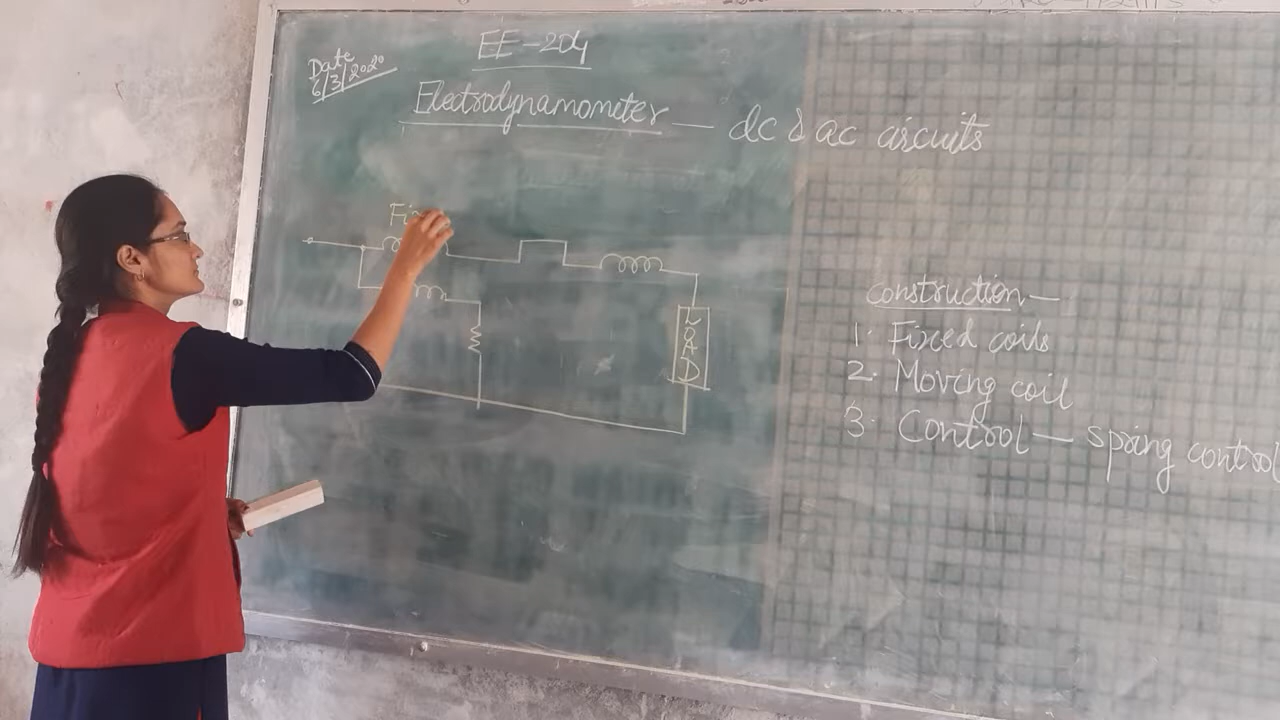 EE-204
Date
6/3/2020
Electrodynamometer — dc & ac circuits
Fix
LOAD
construction—
1. Fixed coils
2. Moving coil
3. Control — spring control